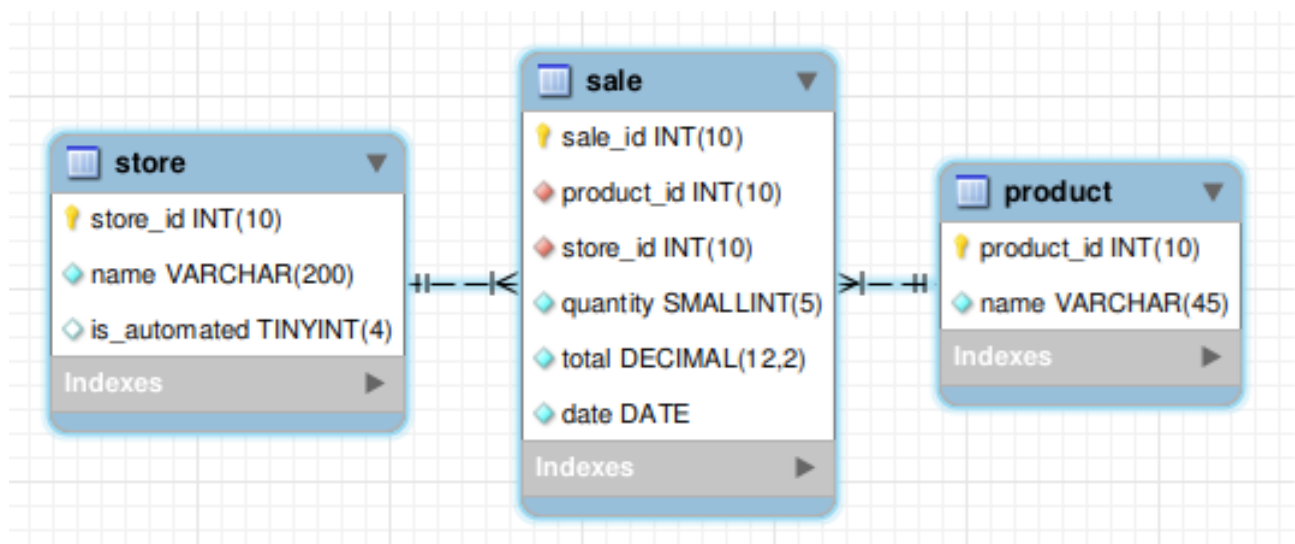 store
store_id INT(10)
name VARCHAR(200)
is_automated TINYINT(4)
Indexes
sale
sale_id INT(10)
product_id INT(10)
store_id INT(10)
quantity SMALLINT(5)
total DECIMAL(12,2)
date DATE
Indexes
product
product_id INT(10)
name VARCHAR(45)
Indexes